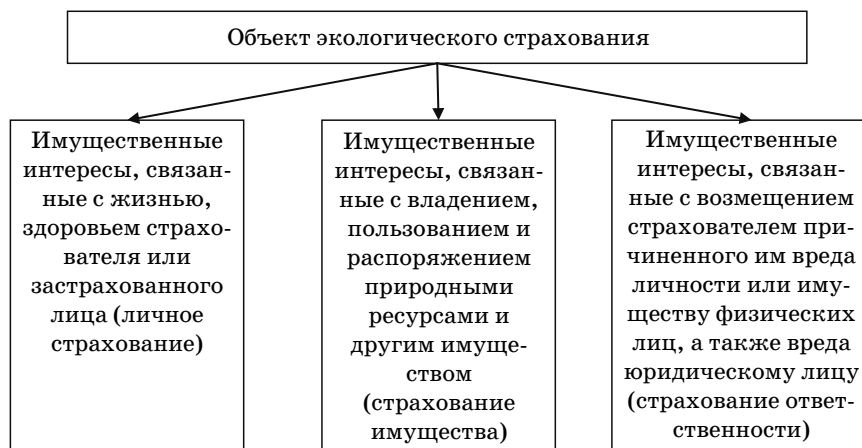 Объект экологического страхования
Имущественные
интересы, связан-
ные с жизнью,
здоровьем страхо-
вателя или
застрахованного
лица (личное
страхование)
Имущественные
интересы, связан-
ные с владением,
пользованием и
распоряжением
природными
ресурсами и
другим имуще-
ством
(страхование
имущества)
Имущественные
интересы, связан-
ные с возмещением
страхователем при-
чиненного им вреда
личности или иму-
ществу физических
лиц, а также вреда
юридическому лицу
(страхование ответ-
ственности)